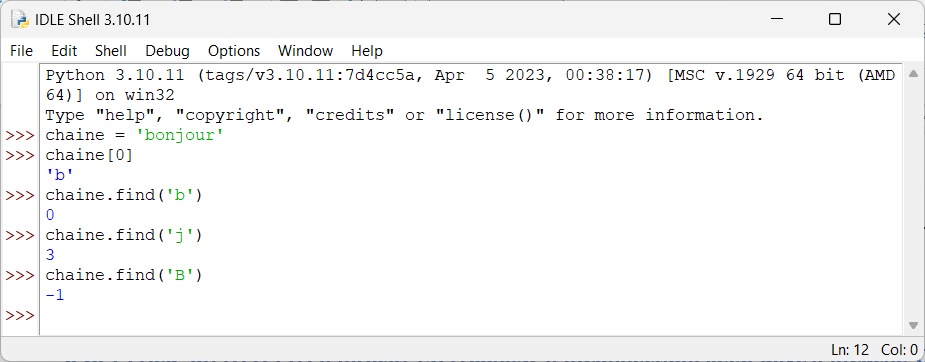 IDLE Shell 3.10.11
File Edit Shell Debug Options Window Help
Python 3.10.11 (tags/v3.10.11:7d4cc5a, Apr  5 2023, 00:38:17) [MSC v.1929 64 bit (AMD
64)] on win32
Type "help", "copyright", "credits" or "license()" for more information.
>>> chaine = 'bonjour'
>>> chaine[0]
'b'
>>> chaine.find('b')
0
>>> chaine.find('j')
3
>>> chaine.find('B')
-1
>>>
Ln: 12 Col: 0